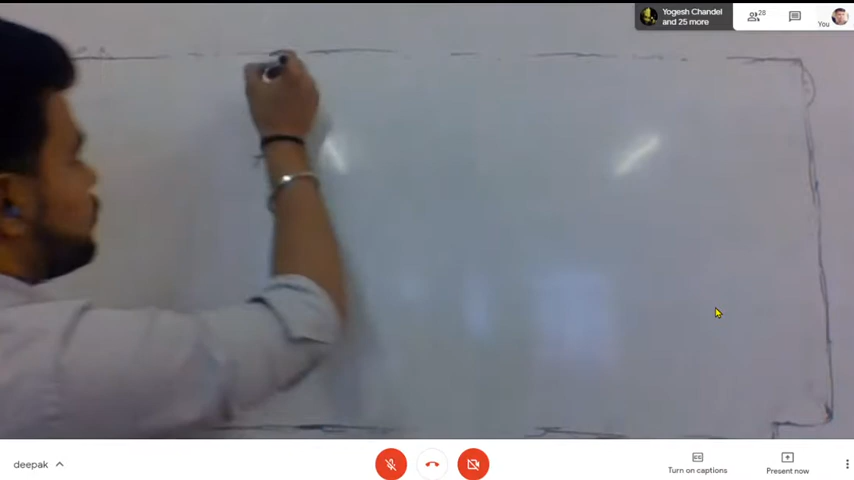 Yogesh Chandel
and 25 more
28
You
deepak
Turn on captions
Present now